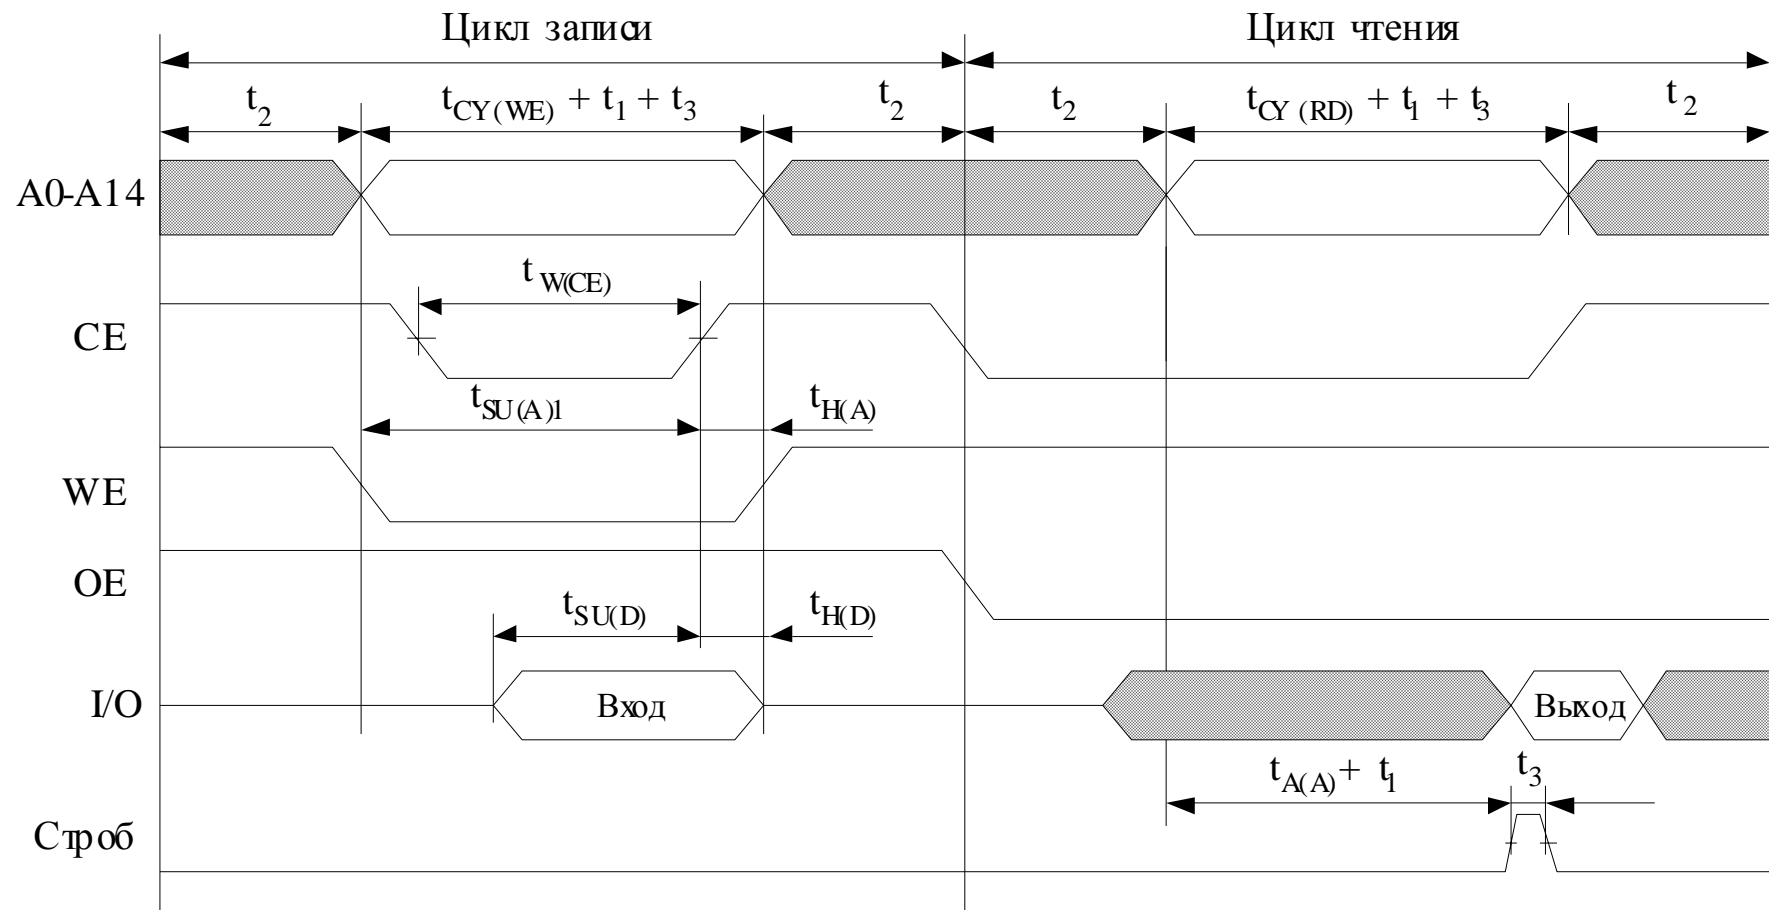 Цикл записи Цикл чтения
t2 tCY(WE) + t1 + t3 t2 t2 tCY (RD) + t1 + t3 t2
A0-A14
tW(CE)
CE
tSU(A)1 tH(A)
WE
OE
tSU(D) tH(D)
I/O Вход Выход
tA(A) + t1 t3
Строб